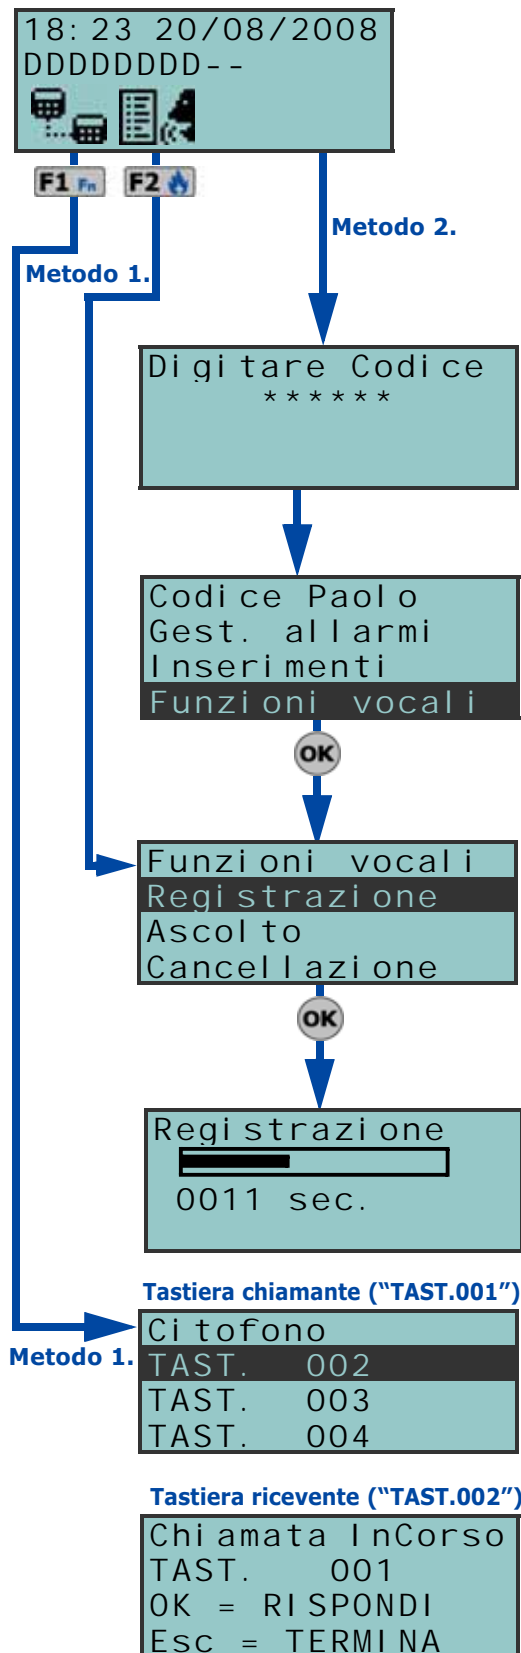 18:23 20/08/2008
DDDDDDDD--
F1 Fn F2
Metodo 2.
Metodo 1.
Digitare Codice
******
Codice Paolo
Gest. allarmi
Inserimenti
Funzioni vocali
OK
Funzioni vocali
Registrazione
Ascolto
Cancellazione
OK
Registrazione
0011 sec.
Tastiera chiamante (“TAST.001”)
Citofono
Metodo 1.
TAST. 002
TAST. 003
TAST. 004
Tastiera ricevente (“TAST.002”)
Chiamata InCorso
TAST. 001
OK = RISPONDI
Esc = TERMINA